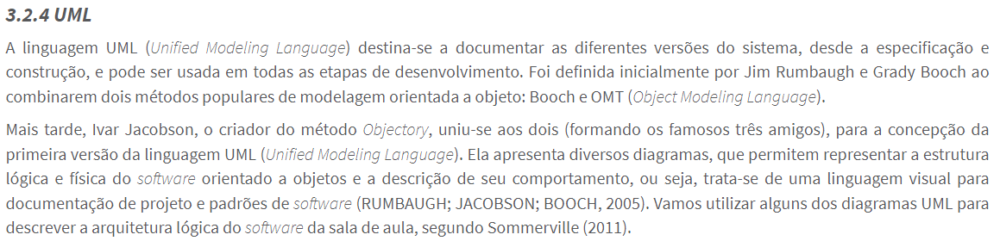 3.2.4 UML
A linguagem UML (Unified Modeling Language) destina-se a documentar as diferentes versões do sistema, desde a especificação e
construção, e pode ser usada em todas as etapas de desenvolvimento. Foi definida inicialmente por Jim Rumbaugh e Grady Booch ao
combinarem dois métodos populares de modelagem orientada a objeto: Booch e OMT (Object Modeling Language).
Mais tarde, Ivar Jacobson, o criador do método Objectory, uniu-se aos dois (formando os famosos três amigos), para a concepção da
primeira versão da linguagem UML (Unified Modeling Language). Ela apresenta diversos diagramas, que permitem representar a estrutura
lógica e física do software orientado a objetos e a descrição de seu comportamento, ou seja, trata-se de uma linguagem visual para
documentação de projeto e padrões de software (RUMBAUGH; JACOBSON; BOOCH, 2005). Vamos utilizar alguns dos diagramas UML para
descrever a arquitetura lógica do software da sala de aula, segundo Sommerville (2011).